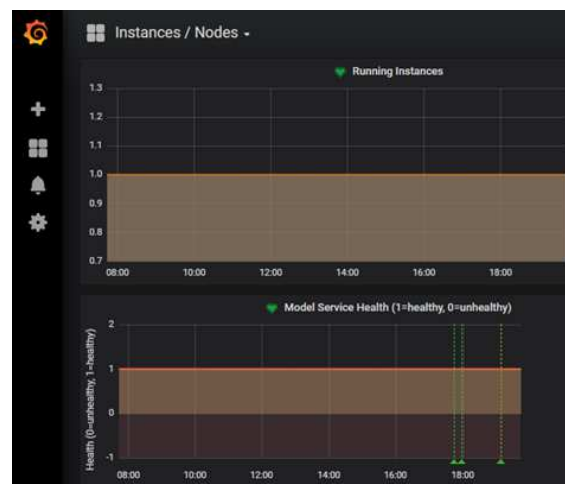 Instances / Nodes
Running Instances
1.3
1.2
1.1
1.0
0.9
0.8
0.7
08:00 10:00 12:00 14:00 16:00 18:00
Model Service Health (1=healthy, 0=unhealthy)
Health (0=unhealthy, 1=healthy)
2
1
0
-1
08:00 10:00 12:00 14:00 16:00 18:00